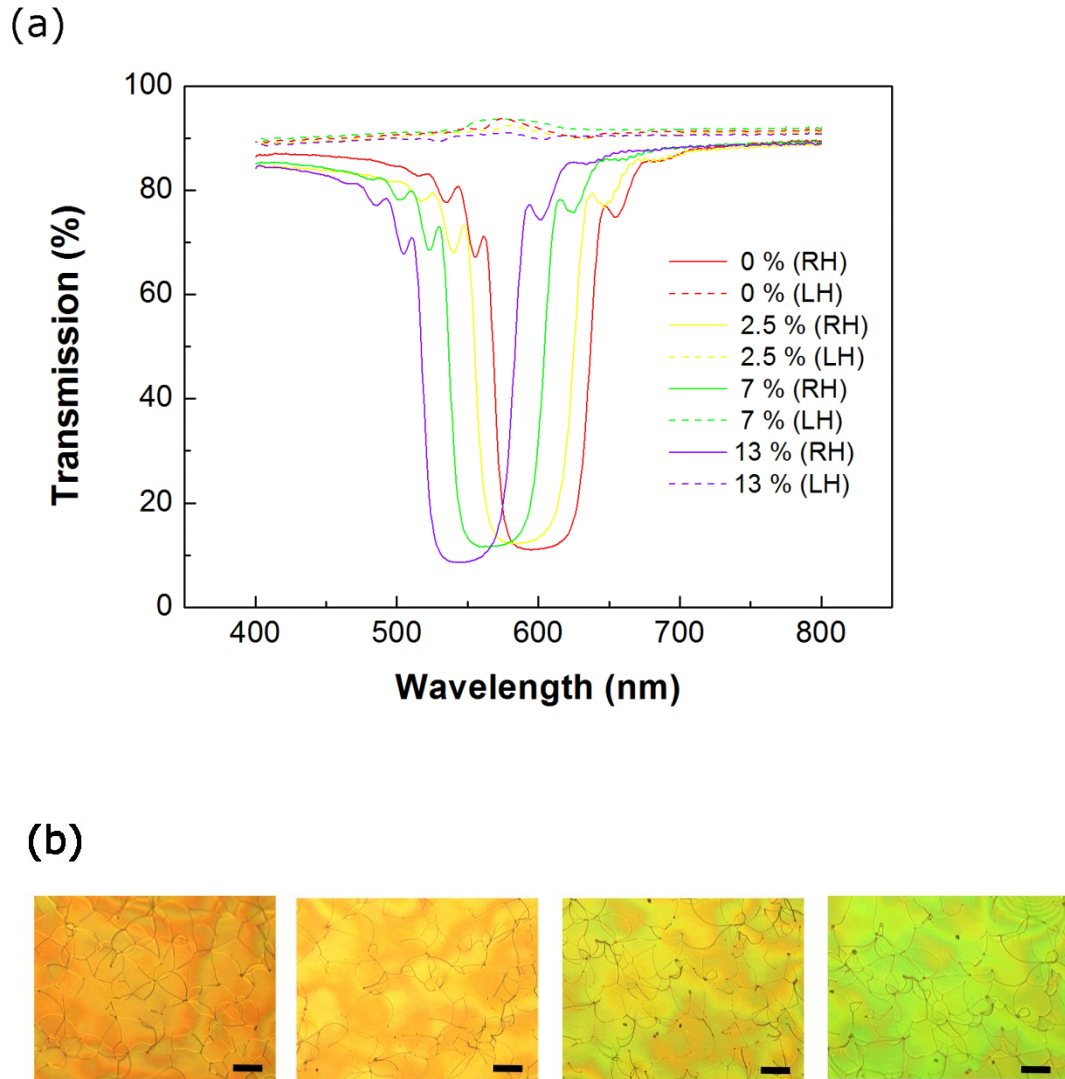 (a)
100
80
60
40
20
0
Transmission (%)
0 % (RH)
0 % (LH)
2.5 % (RH)
2.5 % (LH)
7 % (RH)
7 % (LH)
13 % (RH)
13 % (LH)
400 500 600 700 800
Wavelength (nm)
(b)